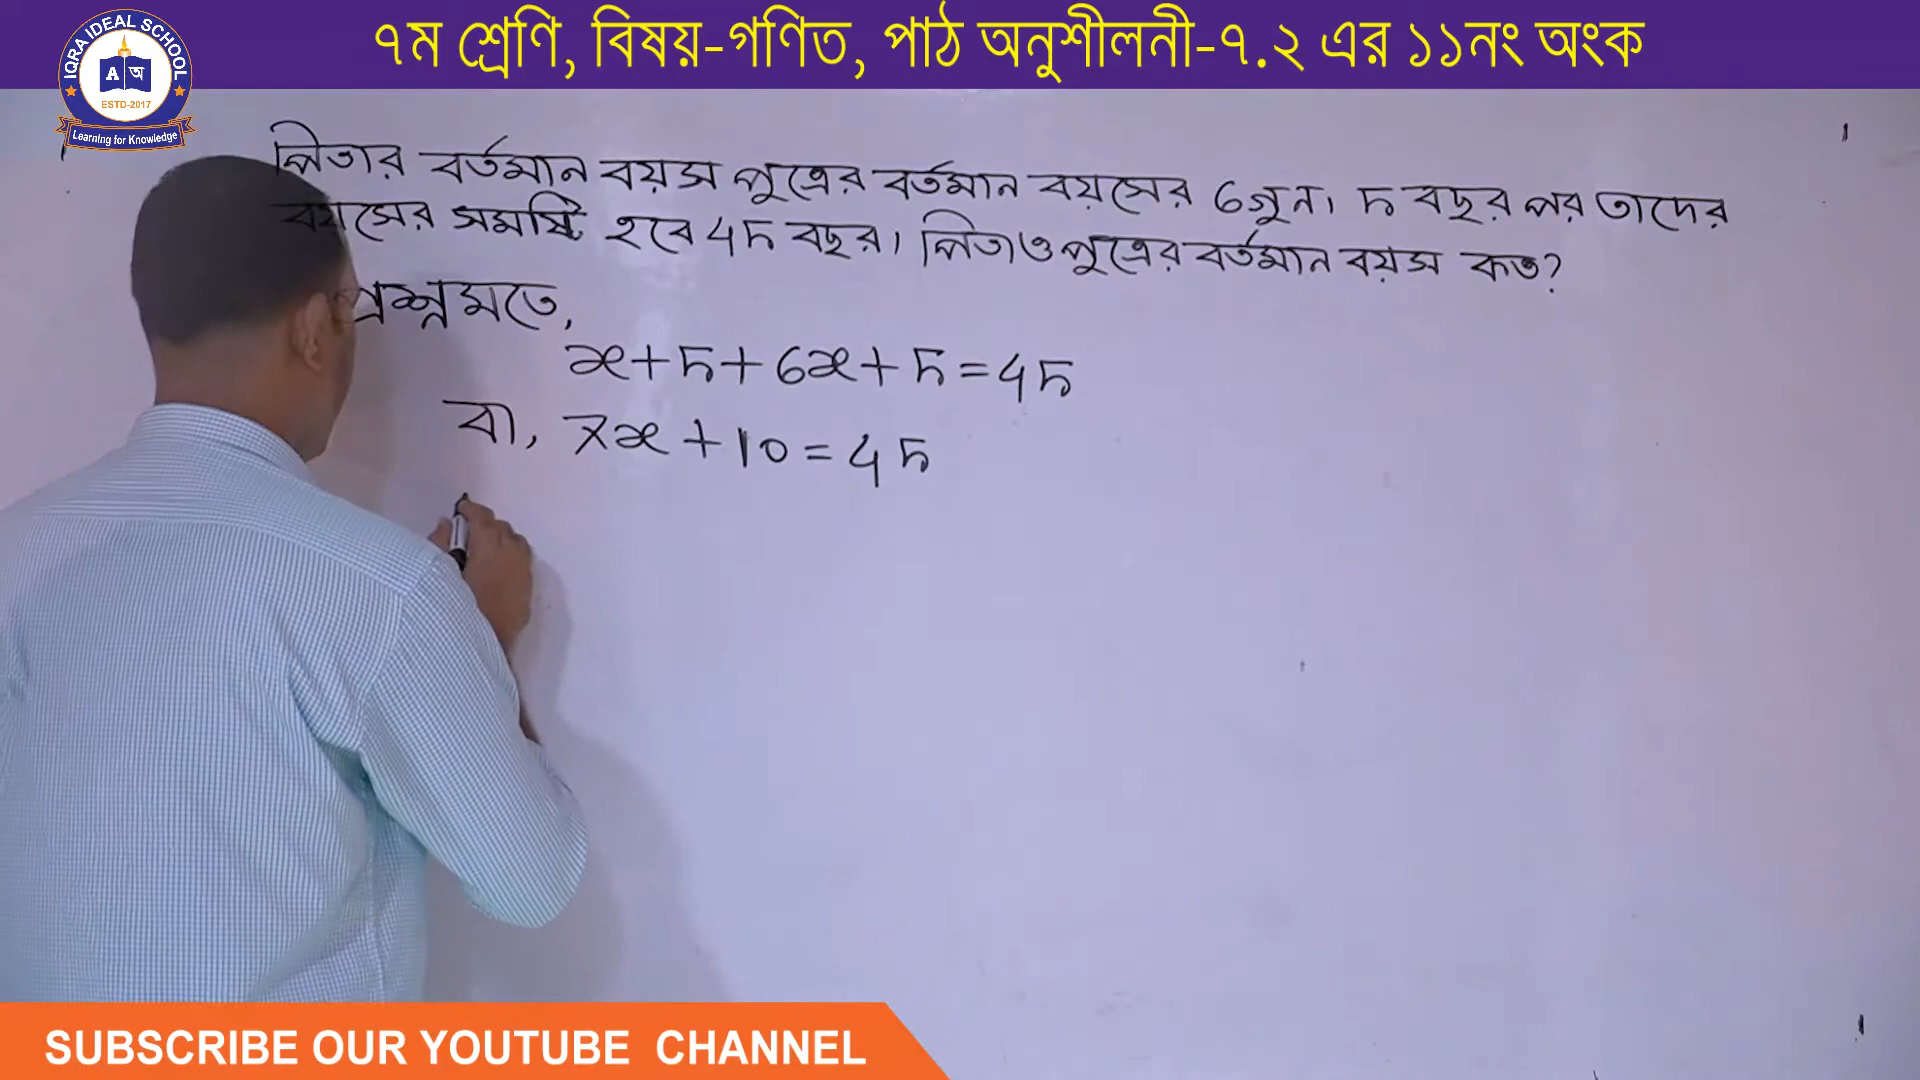 ৭ম শ্রেণি, বিষয়-গণিত, পাঠ অনুশীলনী-৭.২ এর ১১নং অংক
IQRA IDEAL SCHOOL
A অ
ESTD-2017
Learning for Knowledge
পিতার বর্তমান বয়স পুত্রের বর্তমান বয়সের 6গুন। 5 বছর পর তাদের
বয়সের সমষ্টি হবে 45 বছর। পিতা ও পুত্রের বর্তমান বয়স কত?
প্রশ্নমতে,
x+5+6x+5=45
বা, 7x+10=45
SUBSCRIBE OUR YOUTUBE CHANNEL